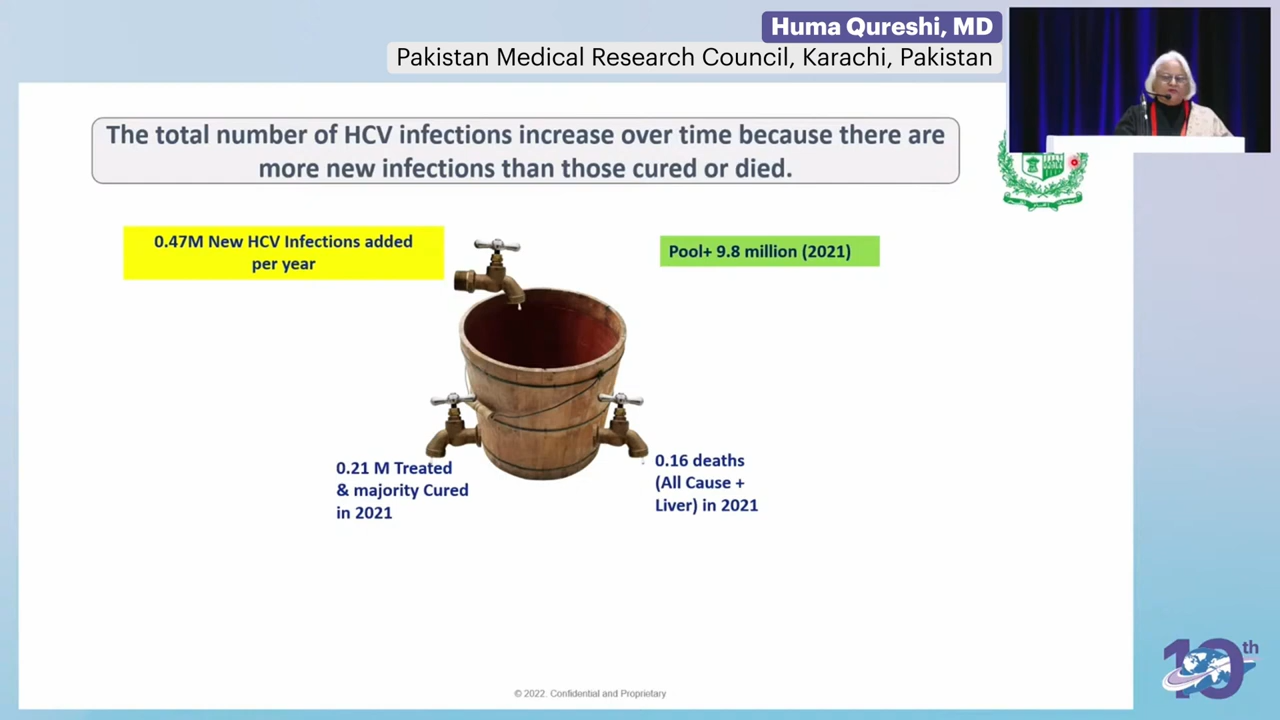 Huma Qureshi, MD
Pakistan Medical Research Council, Karachi, Pakistan
The total number of HCV infections increase over time because there are
more new infections than those cured or died.
0.47M New HCV Infections added
per year
Pool+ 9.8 million (2021)
0.21 M Treated
& majority Cured
in 2021
0.16 deaths
(All Cause +
Liver) in 2021
© 2022. Confidential and Proprietary
10th